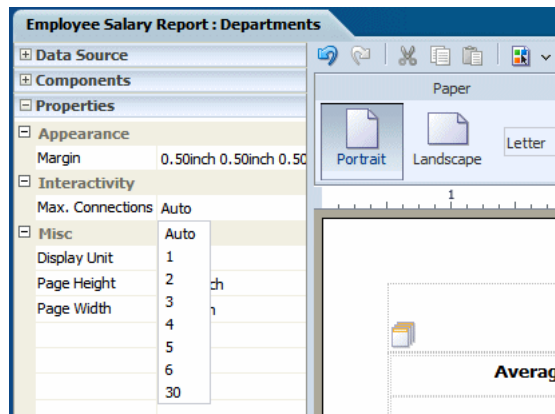 Employee Salary Report : Departments
Data Source
Components
Properties
Appearance
Margin 0.50inch 0.50inch 0.50
Interactivity
Max. Connections Auto
Misc
Display Unit
Page Height
Page Width
Auto
1
2
3
4
5
6
30
ch
Paper
Portrait
Landscape
Letter
1
Averag